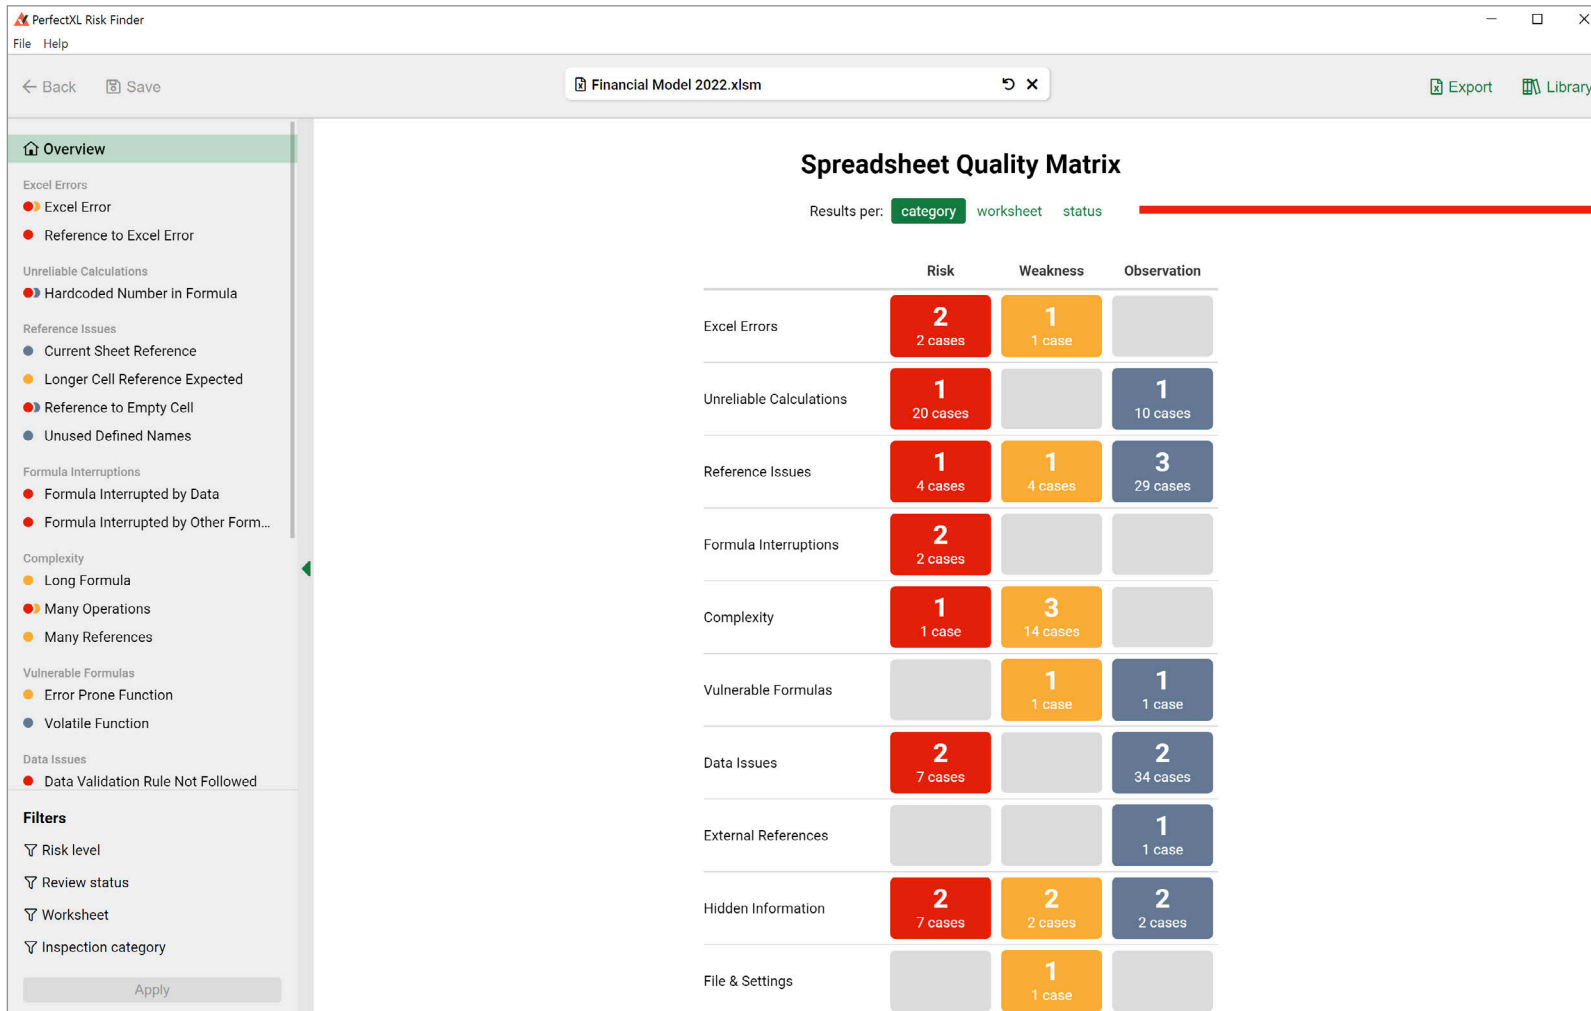 PerfectXL Risk Finder
File Help
Back Save Financial Model 2022.xlsm Export Library
Overview
Excel Errors
Excel Error
Reference to Excel Error
Unreliable Calculations
Hardcoded Number in Formula
Reference Issues
Current Sheet Reference
Longer Cell Reference Expected
Reference to Empty Cell
Unused Defined Names
Formula Interruptions
Formula Interrupted by Data
Formula Interrupted by Other Form...
Complexity
Long Formula
Many Operations
Many References
Vulnerable Formulas
Error Prone Function
Volatile Function
Data Issues
Data Validation Rule Not Followed
Filters
Risk level
Review status
Worksheet
Inspection category
Apply
Spreadsheet Quality Matrix
Results per: category worksheet status
Risk Weakness Observation
Excel Errors
2 1
2 cases 1 case
Unreliable Calculations
1 1
20 cases 10 cases
Reference Issues
1 1 3
4 cases 4 cases 29 cases
Formula Interruptions
2
2 cases
Complexity
1 3
1 case 14 cases
Vulnerable Formulas
1 1
1 case 1 case
Data Issues
2 2
7 cases 34 cases
External References
1
1 case
Hidden Information
2 2 2
7 cases 2 cases 2 cases
File & Settings
1
1 case